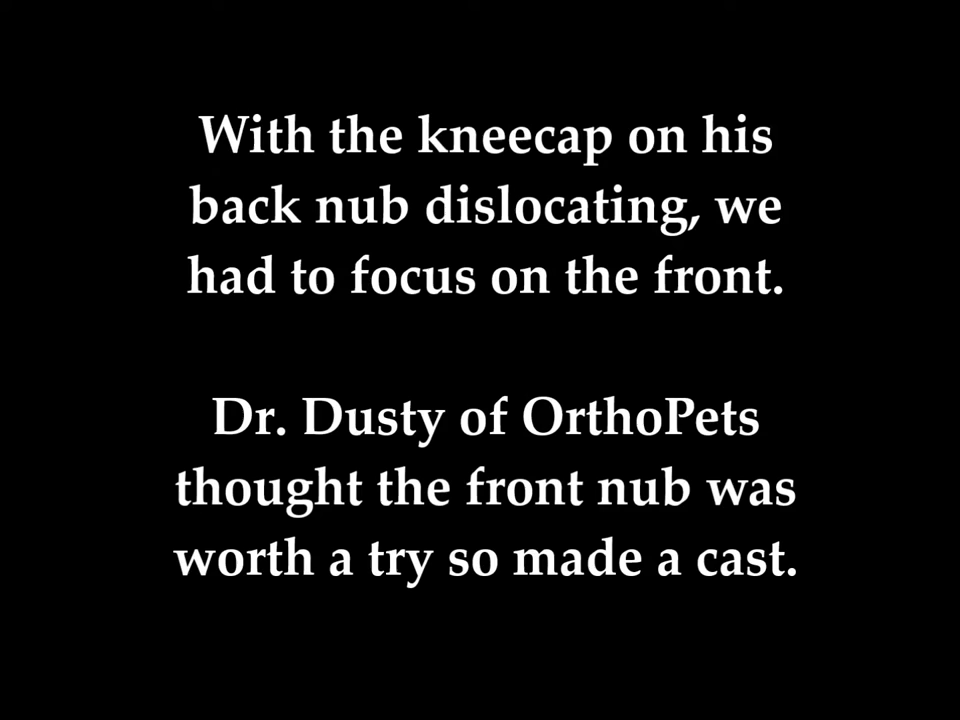 With the kneecap on his
back nub dislocating, we
had to focus on the front.
Dr. Dusty of OrthoPets
thought the front nub was
worth a try so made a cast.